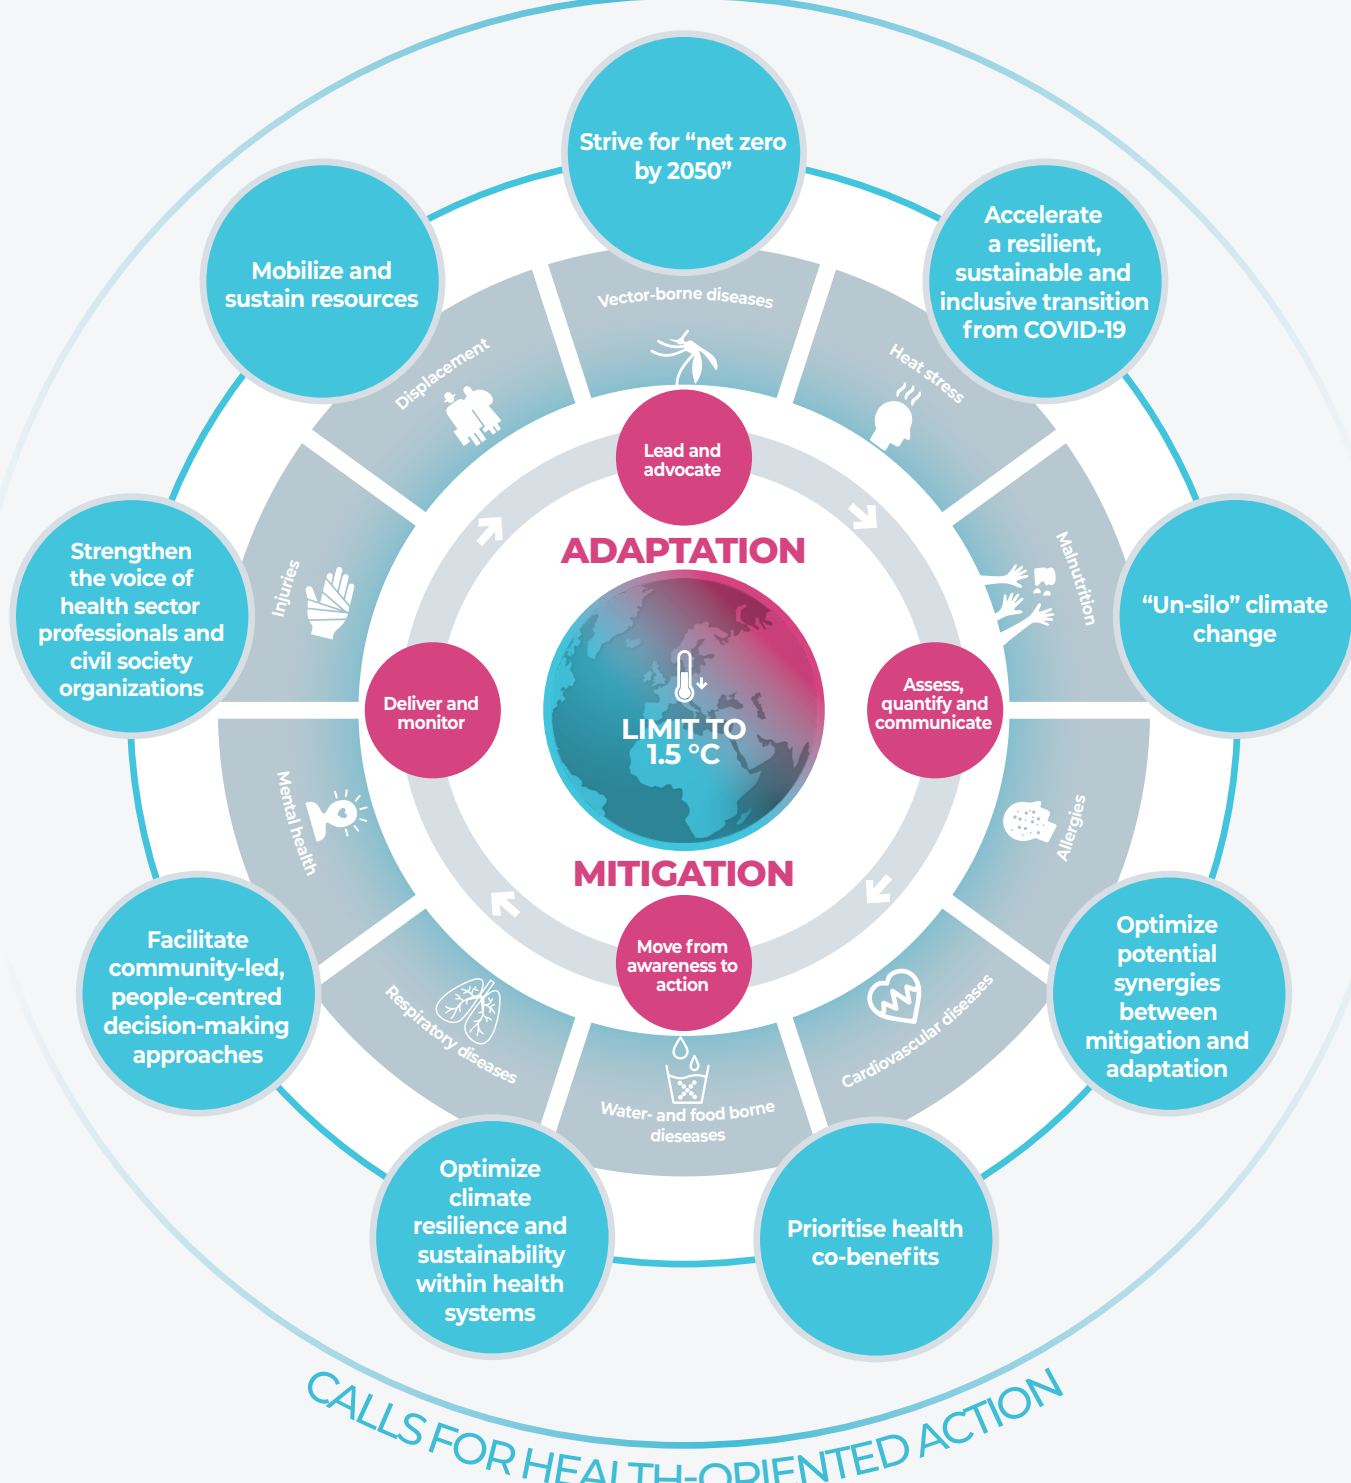 Strive for “net zero
by 2050”
Accelerate
a resilient,
sustainable and
inclusive transition
from COVID-19
“Un-silo” climate
change
Optimize
potential
synergies
between
mitigation and
adaptation
Prioritise health
co-benefits
Optimize
climate
resilience and
sustainability
within health
systems
Facilitate
community-led,
people-centred
decision-making
approaches
Strengthen
the voice of
health sector
professionals and
civil society
organizations
Mobilize and
sustain resources
Vector-borne diseases
Heat stress
Malnutrition
Allergies
Cardiovascular diseases
Water- and food borne
dieseases
Respiratory diseases
Mental health
Injuries
Displacement
Lead and
advocate
Assess,
quantify and
communicate
Move from
awareness to
action
Deliver and
monitor
ADAPTATION
LIMIT TO
1.5 °C
MITIGATION
CALLS FOR HEALTH-ORIENTED ACTION